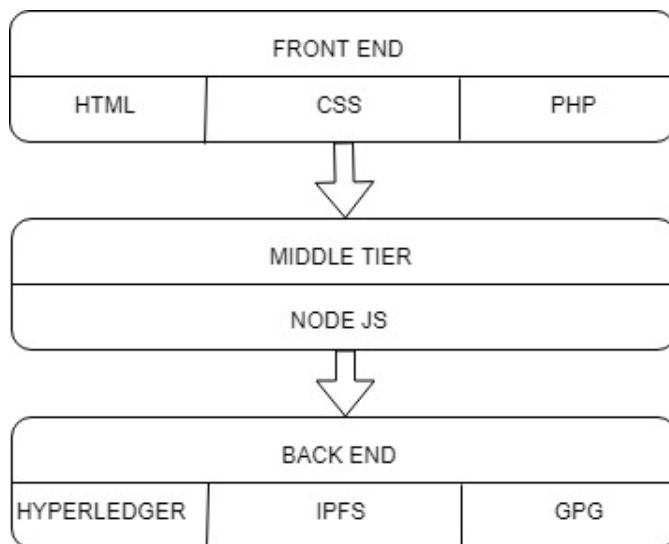 FRONT END
HTML CSS PHP
MIDDLE TIER
NODE JS
BACK END
HYPERLEDGER IPFS GPG